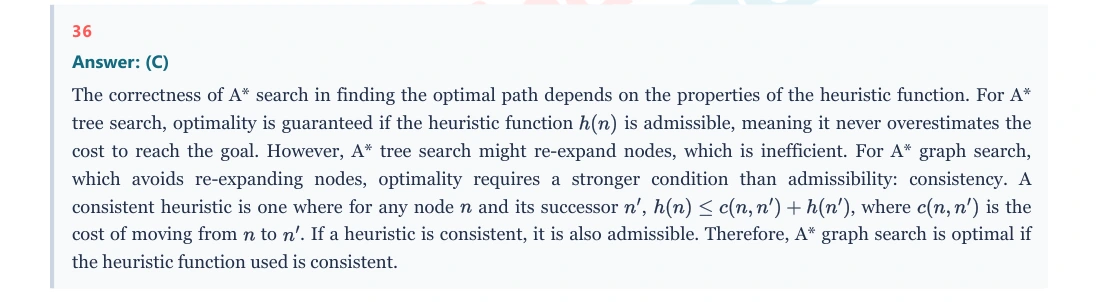 36
Answer: (C)
The correctness of A* search in finding the optimal path depends on the properties of the heuristic function. For A*
tree search, optimality is guaranteed if the heuristic function h(n) is admissible, meaning it never overestimates the
cost to reach the goal. However, A* tree search might re-expand nodes, which is inefficient. For A* graph search,
which avoids re-expanding nodes, optimality requires a stronger condition than admissibility: consistency. A
consistent heuristic is one where for any node n and its successor n′, h(n) ≤ c(n, n′) + h(n′), where c(n, n′) is the
cost of moving from n to n′. If a heuristic is consistent, it is also admissible. Therefore, A* graph search is optimal if
the heuristic function used is consistent.